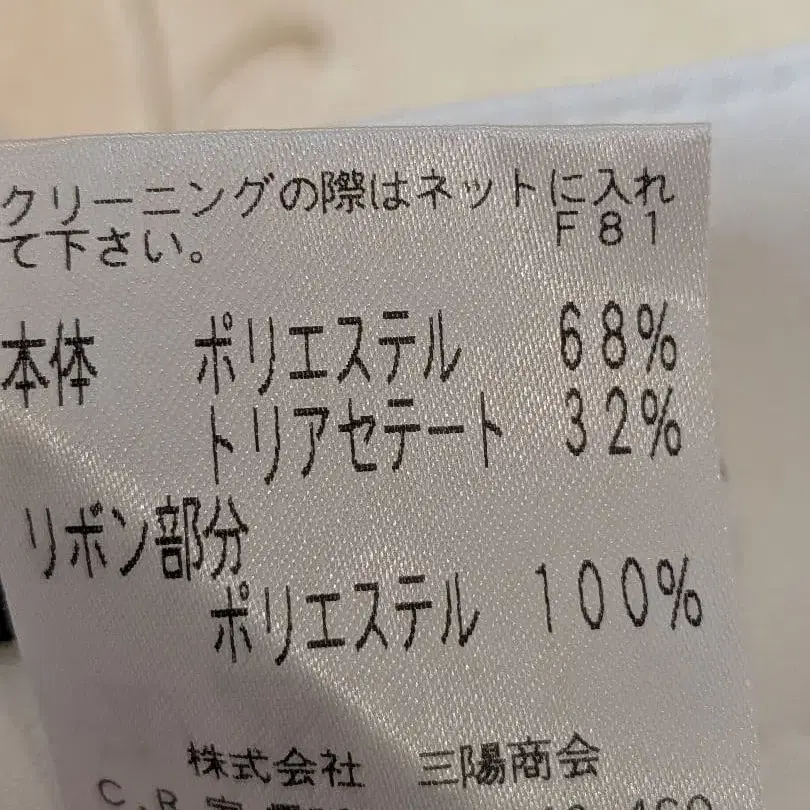 クリーニングの際はネットに入れ
て下さい。 F81
本体 ポリエステル 68%
トリアセテート 32%
リボン部分
ポリエステル 100%
株式会社 三陽商会
C.R